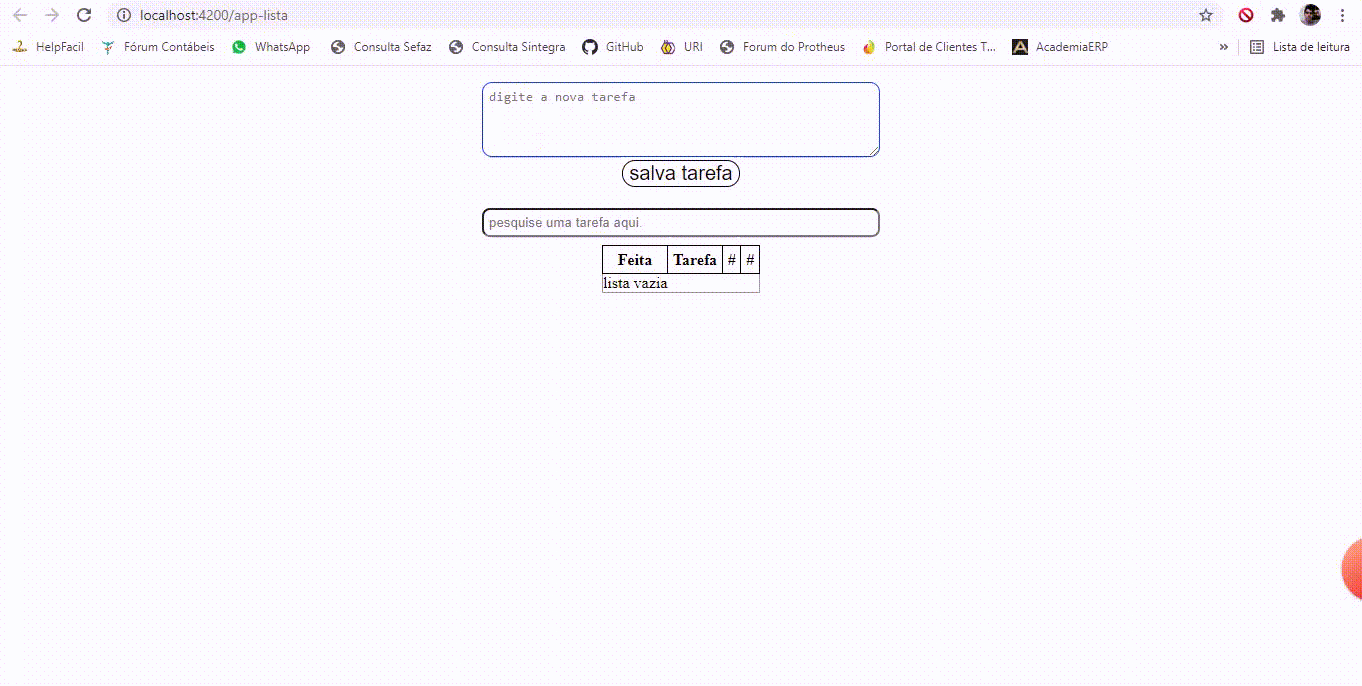 localhost:4200/app-lista
HelpFacil Fórum Contábeis WhatsApp Consulta Sefaz Consulta Sintegra GitHub URI Forum do Protheus Portal de Clientes T... AcademiaERP » Lista de leitura
digite a nova tarefa
salva tarefa
pesquise uma tarefa aqui.
Feita Tarefa # #
lista vazia